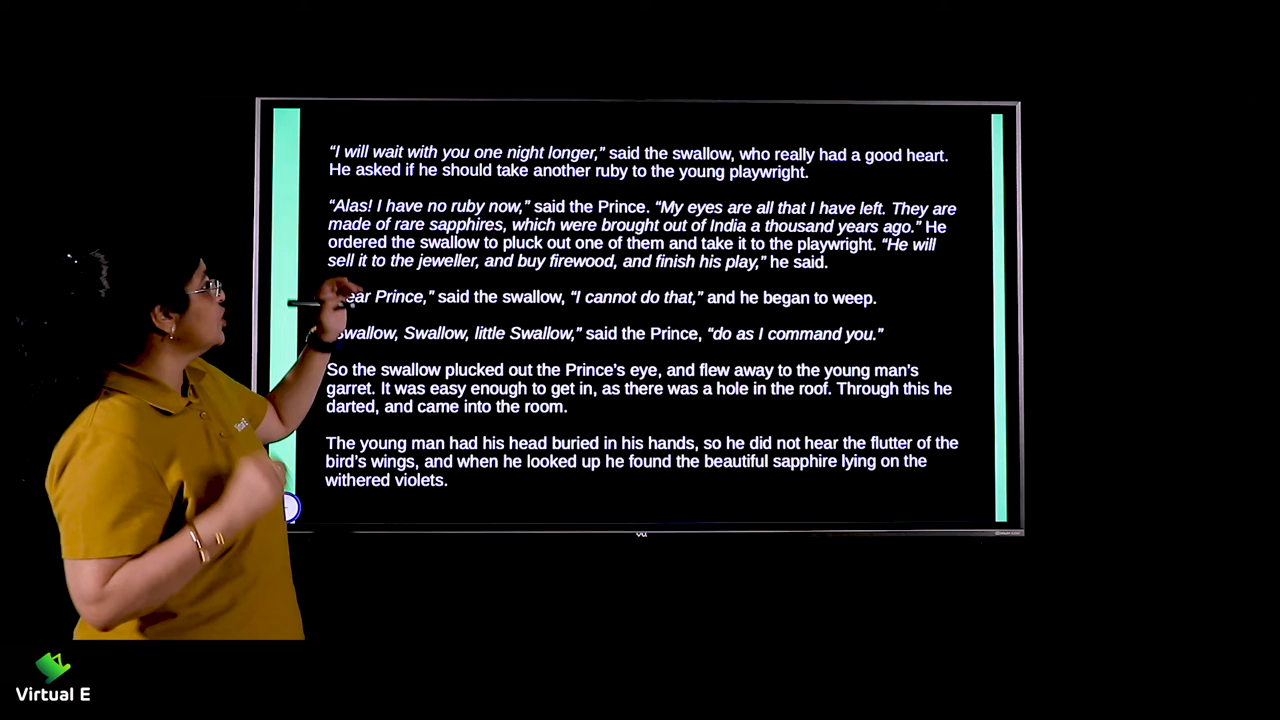 “I will wait with you one night longer,” said the swallow, who really had a good heart.
He asked if he should take another ruby to the young playwright.
“Alas! I have no ruby now,” said the Prince. “My eyes are all that I have left. They are
made of rare sapphires, which were brought out of India a thousand years ago.” He
ordered the swallow to pluck out one of them and take it to the playwright. “He will
sell it to the jeweller, and buy firewood, and finish his play,” he said.
Prince,” said the swallow, “I cannot do that,” and he began to weep.
Swallow, Swallow, little Swallow,” said the Prince, “do as I command you.”
So the swallow plucked out the Prince’s eye, and flew away to the young man’s
garret. It was easy enough to get in, as there was a hole in the roof. Through this he
darted, and came into the room.
The young man had his head buried in his hands, so he did not hear the flutter of the
bird’s wings, and when he looked up he found the beautiful sapphire lying on the
withered violets.
Virtual E